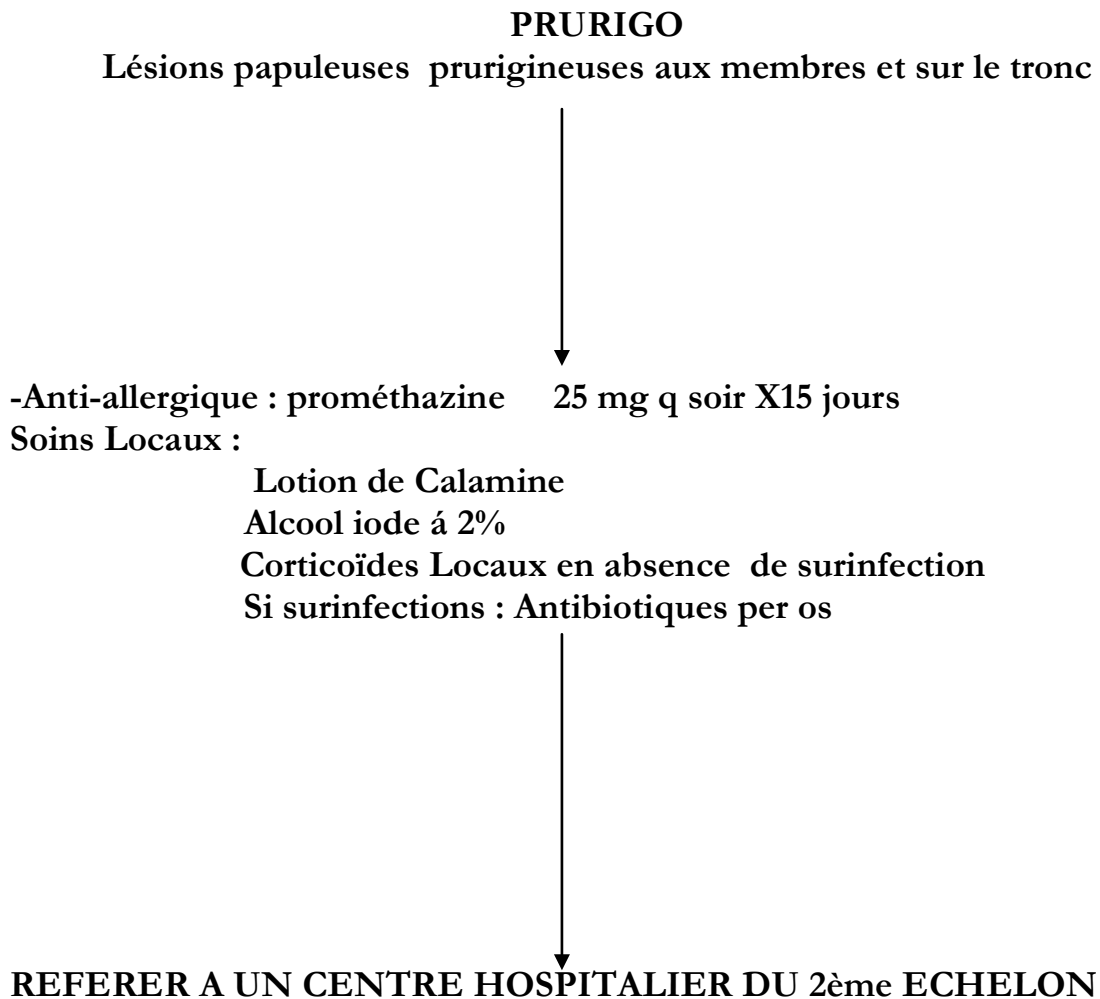 PRURIGO
Lésions papuleuses prurigineuses aux membres et sur le tronc
-Anti-allergique : prométhazine 25 mg q soir X15 jours
Soins Locaux :
Lotion de Calamine
Alcool iode á 2%
Corticoïdes Locaux en absence de surinfection
Si surinfections : Antibiotiques per os
REFERER A UN CENTRE HOSPITALIER DU 2ème ECHELON